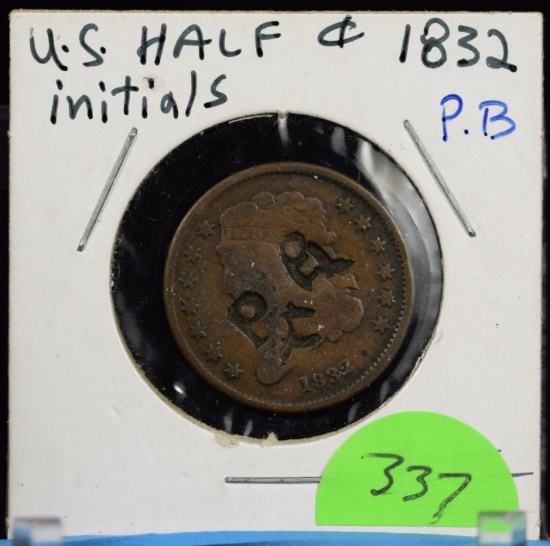 U.S. HALF ¢ 1832
initials
P.B
1832
337